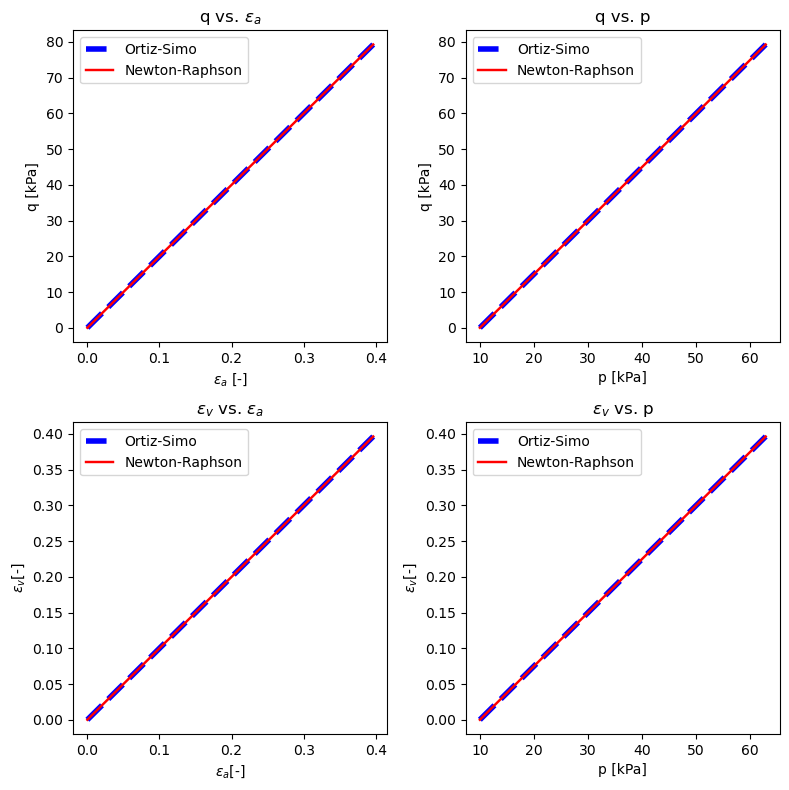 q vs. εₐ
Ortiz-Simo
Newton-Raphson
80
70
60
50
40
30
20
10
0
q [kPa]
0.0 0.1 0.2 0.3 0.4
εₐ [-]
q vs. p
Ortiz-Simo
Newton-Raphson
80
70
60
50
40
30
20
10
0
q [kPa]
10 20 30 40 50 60
p [kPa]
εᵥ vs. εₐ
Ortiz-Simo
Newton-Raphson
0.40
0.35
0.30
0.25
0.20
0.15
0.10
0.05
0.00
εᵥ[-]
0.0 0.1 0.2 0.3 0.4
εₐ[-]
εᵥ vs. p
Ortiz-Simo
Newton-Raphson
0.40
0.35
0.30
0.25
0.20
0.15
0.10
0.05
0.00
εᵥ[-]
10 20 30 40 50 60
p [kPa]